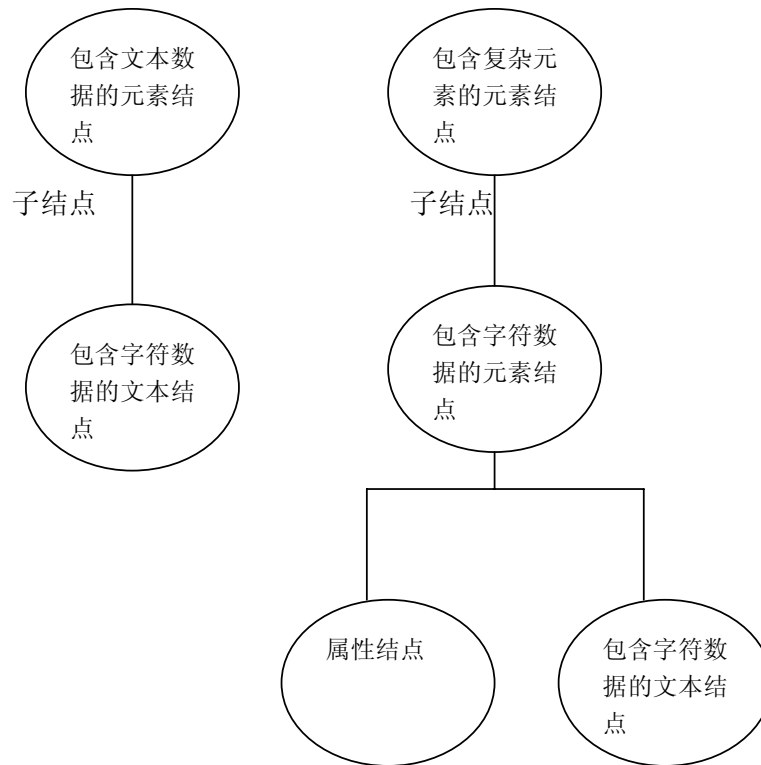 包含文本数
据的元素结
点
包含复杂元
素的元素结
点
子结点
子结点
包含字符数
据的文本结
点
包含字符数
据的元素结
点
属性结点
包含字符数
据的文本结
点